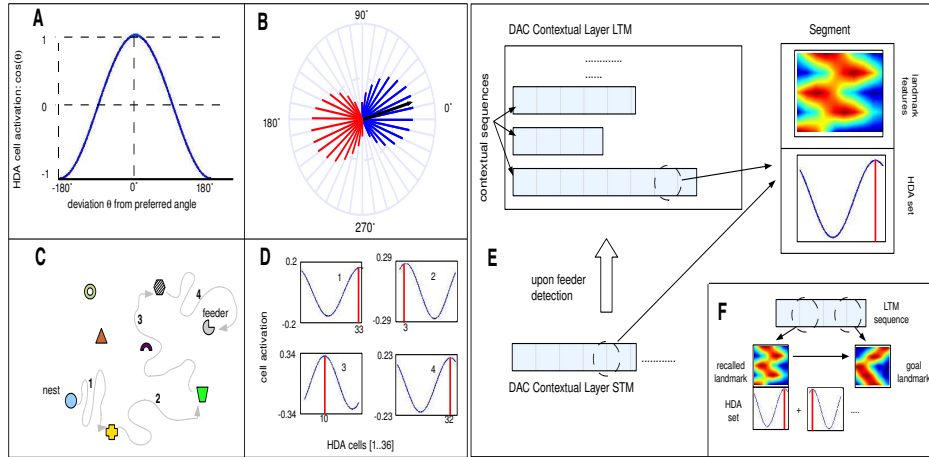 A
HDA cell activation: cos(θ)
1
0
-1
-180˚
0˚
180˚
deviation θ from preferred angle
B
90˚
0˚
180˚
270˚
C
nest
feeder
1
2
3
4
D
cell activation
0.2
-0.2
1
33
0.29
-0.29
2
3
0.34
-0.34
3
10
0.23
-0.23
4
32
HDA cells [1..36]
E
DAC Contextual Layer LTM
.............
......
contextual sequences
Segment
landmark
features
HDA set
upon feeder
detection
............
DAC Contextual Layer STM
F
LTM
sequence
recalled
landmark
goal
landmark
HDA
set
+
....